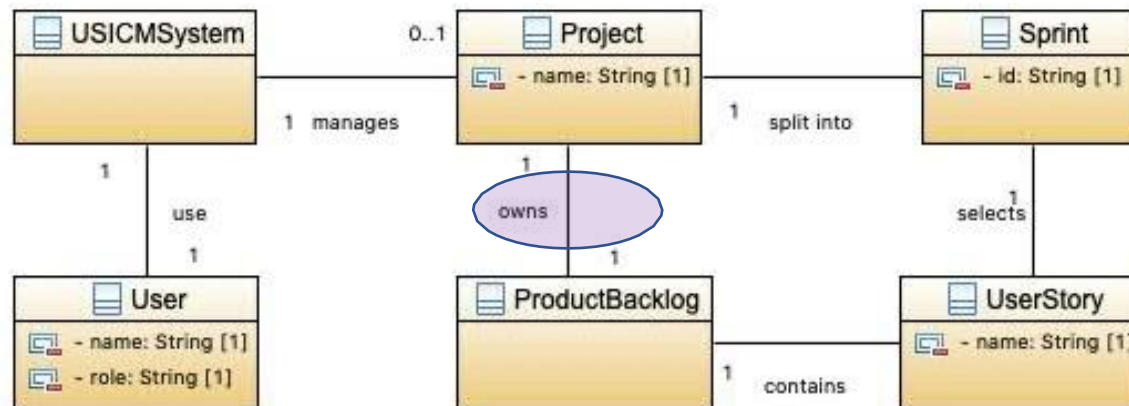 USICMSystem
0..1
Project
- name: String [1]
Sprint
- id: String [1]
1 manages
1
split into
1
use
1
User
- name: String [1]
- role: String [1]
1
owns
1
ProductBacklog
1
selects
UserStory
- name: String [1]
1
contains